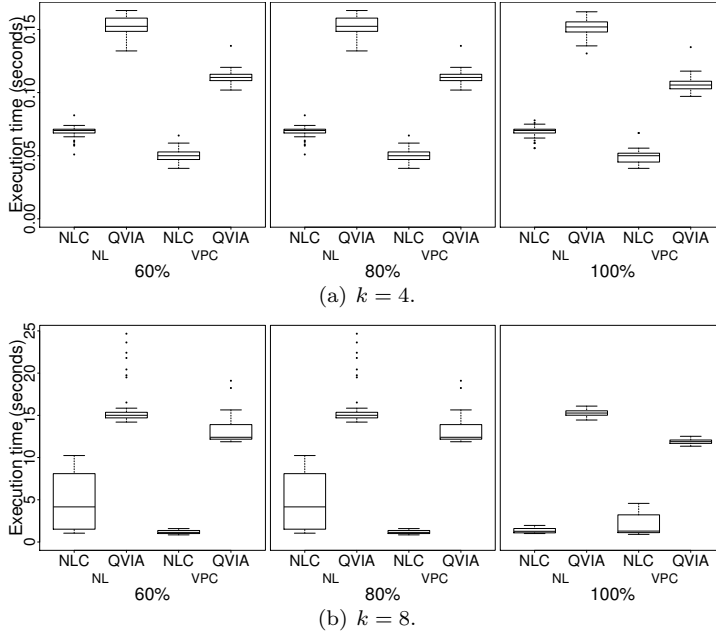 Execution time (seconds)
0.00 0.05 0.10 0.15
NLC QVIA NLC QVIA NLC QVIA NLC QVIA NLC QVIA NLC QVIA
NL VPC NL VPC NL VPC
60% 80% 100%
(a) k = 4.
Execution time (seconds)
0 5 10 15 20 25
NLC QVIA NLC QVIA NLC QVIA NLC QVIA NLC QVIA NLC QVIA
NL VPC NL VPC NL VPC
60% 80% 100%
(b) k = 8.